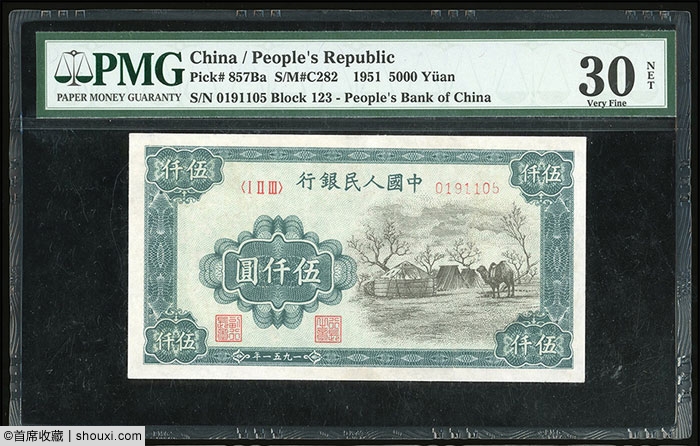 PMG
PAPER MONEY GUARANTY
China / People's Republic
Pick# 857Ba S/M#C282 1951 5000 Yüan
S/N 0191105 Block 123 - People's Bank of China
30
NET
Very Fine
仟伍
仟伍
〈I II III〉
行銀民人國中
0191105
圓仟伍
仟伍
仟伍
年一五九一
©首席收藏 | shouxi.com